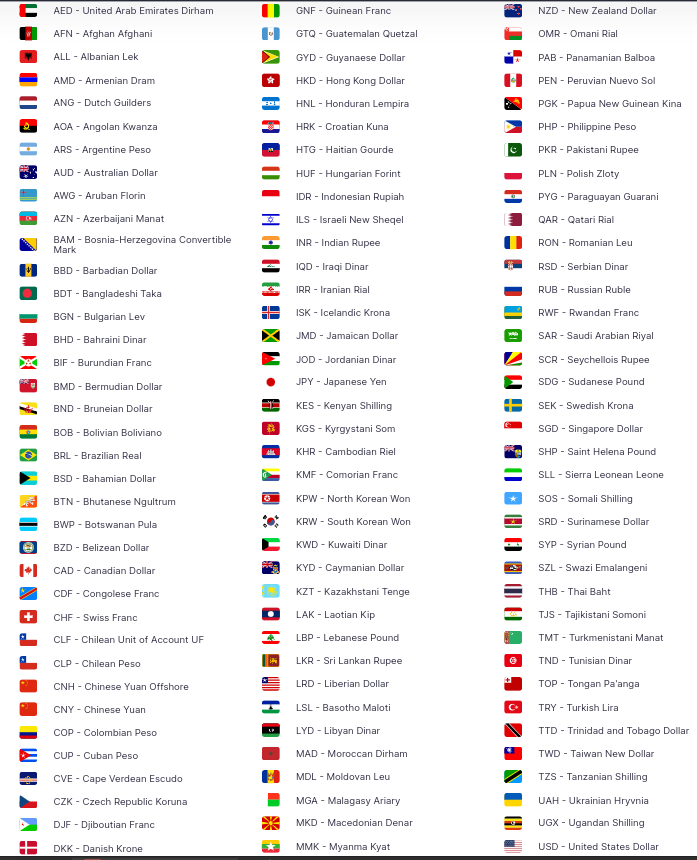 AED - United Arab Emirates Dirham
AFN - Afghan Afghani
ALL - Albanian Lek
AMD - Armenian Dram
ANG - Dutch Guilders
AOA - Angolan Kwanza
ARS - Argentine Peso
AUD - Australian Dollar
AWG - Aruban Florin
AZN - Azerbaijani Manat
BAM - Bosnia-Herzegovina Convertible
Mark
BBD - Barbadian Dollar
BDT - Bangladeshi Taka
BGN - Bulgarian Lev
BHD - Bahraini Dinar
BIF - Burundian Franc
BMD - Bermudian Dollar
BND - Bruneian Dollar
BOB - Bolivian Boliviano
BRL - Brazilian Real
BSD - Bahamian Dollar
BTN - Bhutanese Ngultrum
BWP - Botswanan Pula
BZD - Belizean Dollar
CAD - Canadian Dollar
CDF - Congolese Franc
CHF - Swiss Franc
CLF - Chilean Unit of Account UF
CLP - Chilean Peso
CNH - Chinese Yuan Offshore
CNY - Chinese Yuan
COP - Colombian Peso
CUP - Cuban Peso
CVE - Cape Verdean Escudo
CZK - Czech Republic Koruna
DJF - Djiboutian Franc
DKK - Danish Krone
GNF - Guinean Franc
GTQ - Guatemalan Quetzal
GYD - Guyanaese Dollar
HKD - Hong Kong Dollar
HNL - Honduran Lempira
HRK - Croatian Kuna
HTG - Haitian Gourde
HUF - Hungarian Forint
IDR - Indonesian Rupiah
ILS - Israeli New Sheqel
INR - Indian Rupee
IQD - Iraqi Dinar
IRR - Iranian Rial
ISK - Icelandic Krona
JMD - Jamaican Dollar
JOD - Jordanian Dinar
JPY - Japanese Yen
KES - Kenyan Shilling
KGS - Kyrgystani Som
KHR - Cambodian Riel
KMF - Comorian Franc
KPW - North Korean Won
KRW - South Korean Won
KWD - Kuwaiti Dinar
KYD - Caymanian Dollar
KZT - Kazakhstani Tenge
LAK - Laotian Kip
LBP - Lebanese Pound
LKR - Sri Lankan Rupee
LRD - Liberian Dollar
LSL - Basotho Maloti
LYD - Libyan Dinar
MAD - Moroccan Dirham
MDL - Moldovan Leu
MGA - Malagasy Ariary
MKD - Macedonian Denar
MMK - Myanma Kyat
NZD - New Zealand Dollar
OMR - Omani Rial
PAB - Panamanian Balboa
PEN - Peruvian Nuevo Sol
PGK - Papua New Guinean Kina
PHP - Philippine Peso
PKR - Pakistani Rupee
PLN - Polish Zloty
PYG - Paraguayan Guarani
QAR - Qatari Rial
RON - Romanian Leu
RSD - Serbian Dinar
RUB - Russian Ruble
RWF - Rwandan Franc
SAR - Saudi Arabian Riyal
SCR - Seychellois Rupee
SDG - Sudanese Pound
SEK - Swedish Krona
SGD - Singapore Dollar
SHP - Saint Helena Pound
SLL - Sierra Leonean Leone
SOS - Somali Shilling
SRD - Surinamese Dollar
SYP - Syrian Pound
SZL - Swazi Emalangeni
THB - Thai Baht
TJS - Tajikistani Somoni
TMT - Turkmenistani Manat
TND - Tunisian Dinar
TOP - Tongan Pa'anga
TRY - Turkish Lira
TTD - Trinidad and Tobago Dollar
TWD - Taiwan New Dollar
TZS - Tanzanian Shilling
UAH - Ukrainian Hryvnia
UGX - Ugandan Shilling
USD - United States Dollar